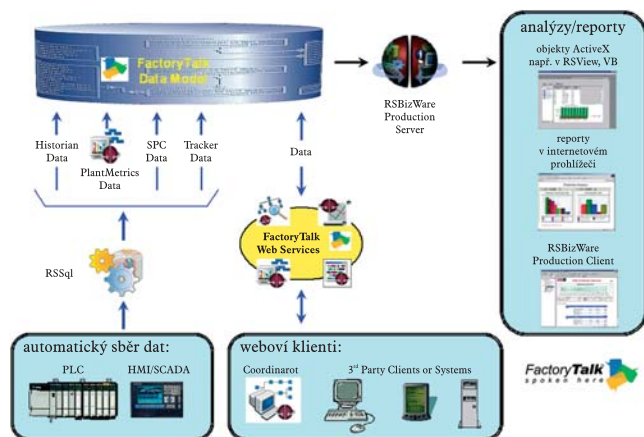 FactoryTalk
Data Model
RSBizWare
Production
Server
analýzy/reporty
objekty ActiveX
např. v RSView, VB
reporty
v internetovém
prohlížeči
RSBizWare
Production Client
Historian
Data
PlantMetrics
Data
SPC
Data
Tracker
Data
Data
FactoryTalk
Web Services
RSSql
automatický sběr dat:
PLC
HMI/SCADA
weboví klienti:
Coordinarot
3rd Party Clients or Systems
FactoryTalk
spoken here